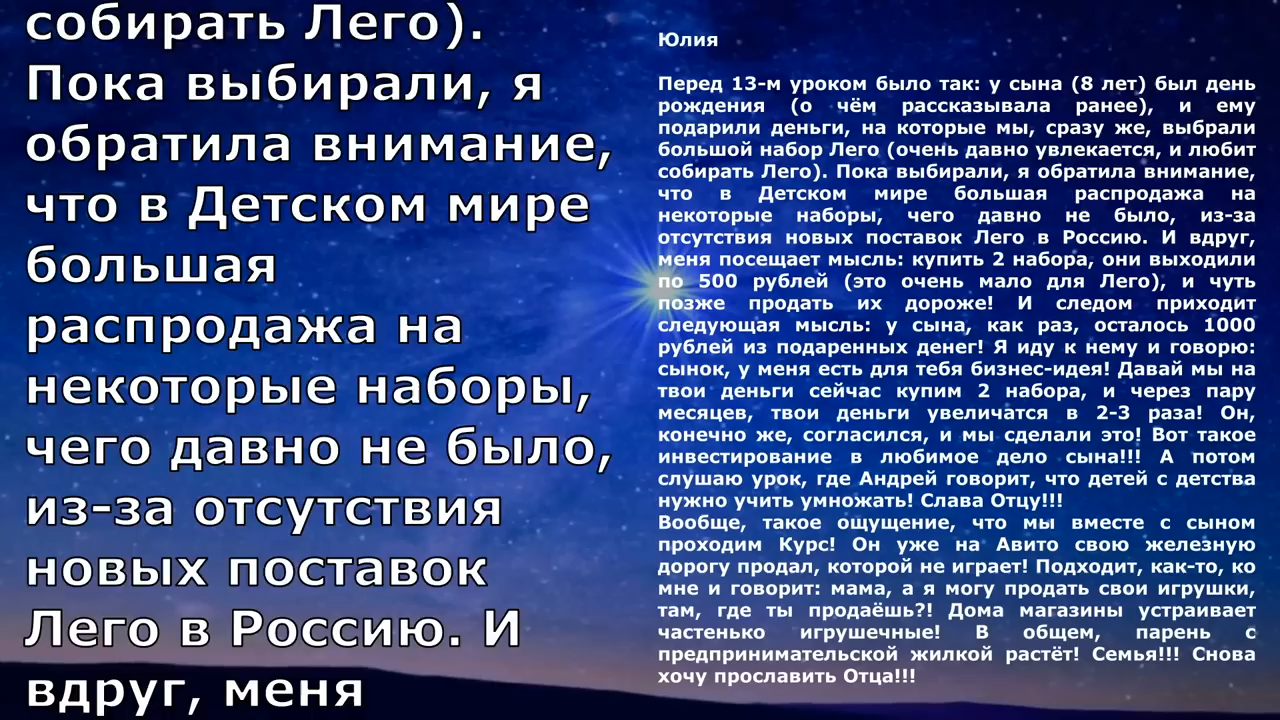 собирать Лего).
Пока выбирали, я
обратила внимание,
что в Детском мире
большая
распродажа на
некоторые наборы,
чего давно не было,
из-за отсутствия
новых поставок
Лего в Россию. И
вдруг, меня
Юлия
Перед 13-м уроком было так: у сына (8 лет) был день
рождения (о чём рассказывала ранее), и ему
подарили деньги, на которые мы, сразу же, выбрали
большой набор Лего (очень давно увлекается, и любит
собирать Лего). Пока выбирали, я обратила внимание,
что в Детском мире большая распродажа на
некоторые наборы, чего давно не было, из-за
отсутствия новых поставок Лего в Россию. И вдруг,
меня посещает мысль: купить 2 набора, они выходили
по 500 рублей (это очень мало для Лего), и чуть
позже продать их дороже! И следом приходит
следующая мысль: у сына, как раз, осталось 1000
рублей из подаренных денег! Я иду к нему и говорю:
сынок, у меня есть для тебя бизнес-идея! Давай мы на
твои деньги сейчас купим 2 набора, и через пару
месяцев, твои деньги увеличатся в 2-3 раза! Он,
конечно же, согласился, и мы сделали это! Вот такое
инвестирование в любимое дело сына!!! А потом
слушаю урок, где Андрей говорит, что детей с детства
нужно учить умножать! Слава Отцу!!!
Вообще, такое ощущение, что мы вместе с сыном
проходим Курс! Он уже на Авито свою железную
дорогу продал, которой не играет! Подходит, как-то, ко
мне и говорит: мама, а я могу продать свои игрушки,
там, где ты продаёшь?! Дома магазины устраивает
частенько игрушечные! В общем, парень с
предпринимательской жилкой растёт! Семья!!! Снова
хочу прославить Отца!!!